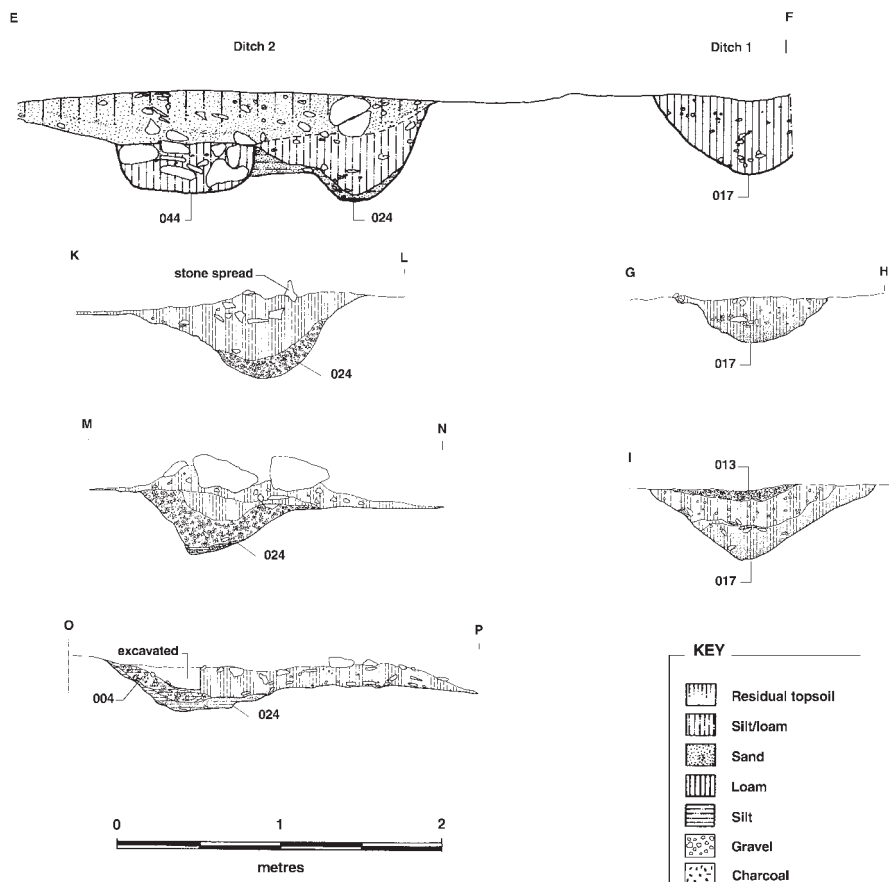 E
F
Ditch 2
Ditch 1
044
024
017
K
L
stone spread
024
G
H
017
M
N
024
I
013
017
O
P
excavated
004
024
0
1
2
metres
KEY
Residual topsoil
Silt/loam
Sand
Loam
Silt
Gravel
Charcoal